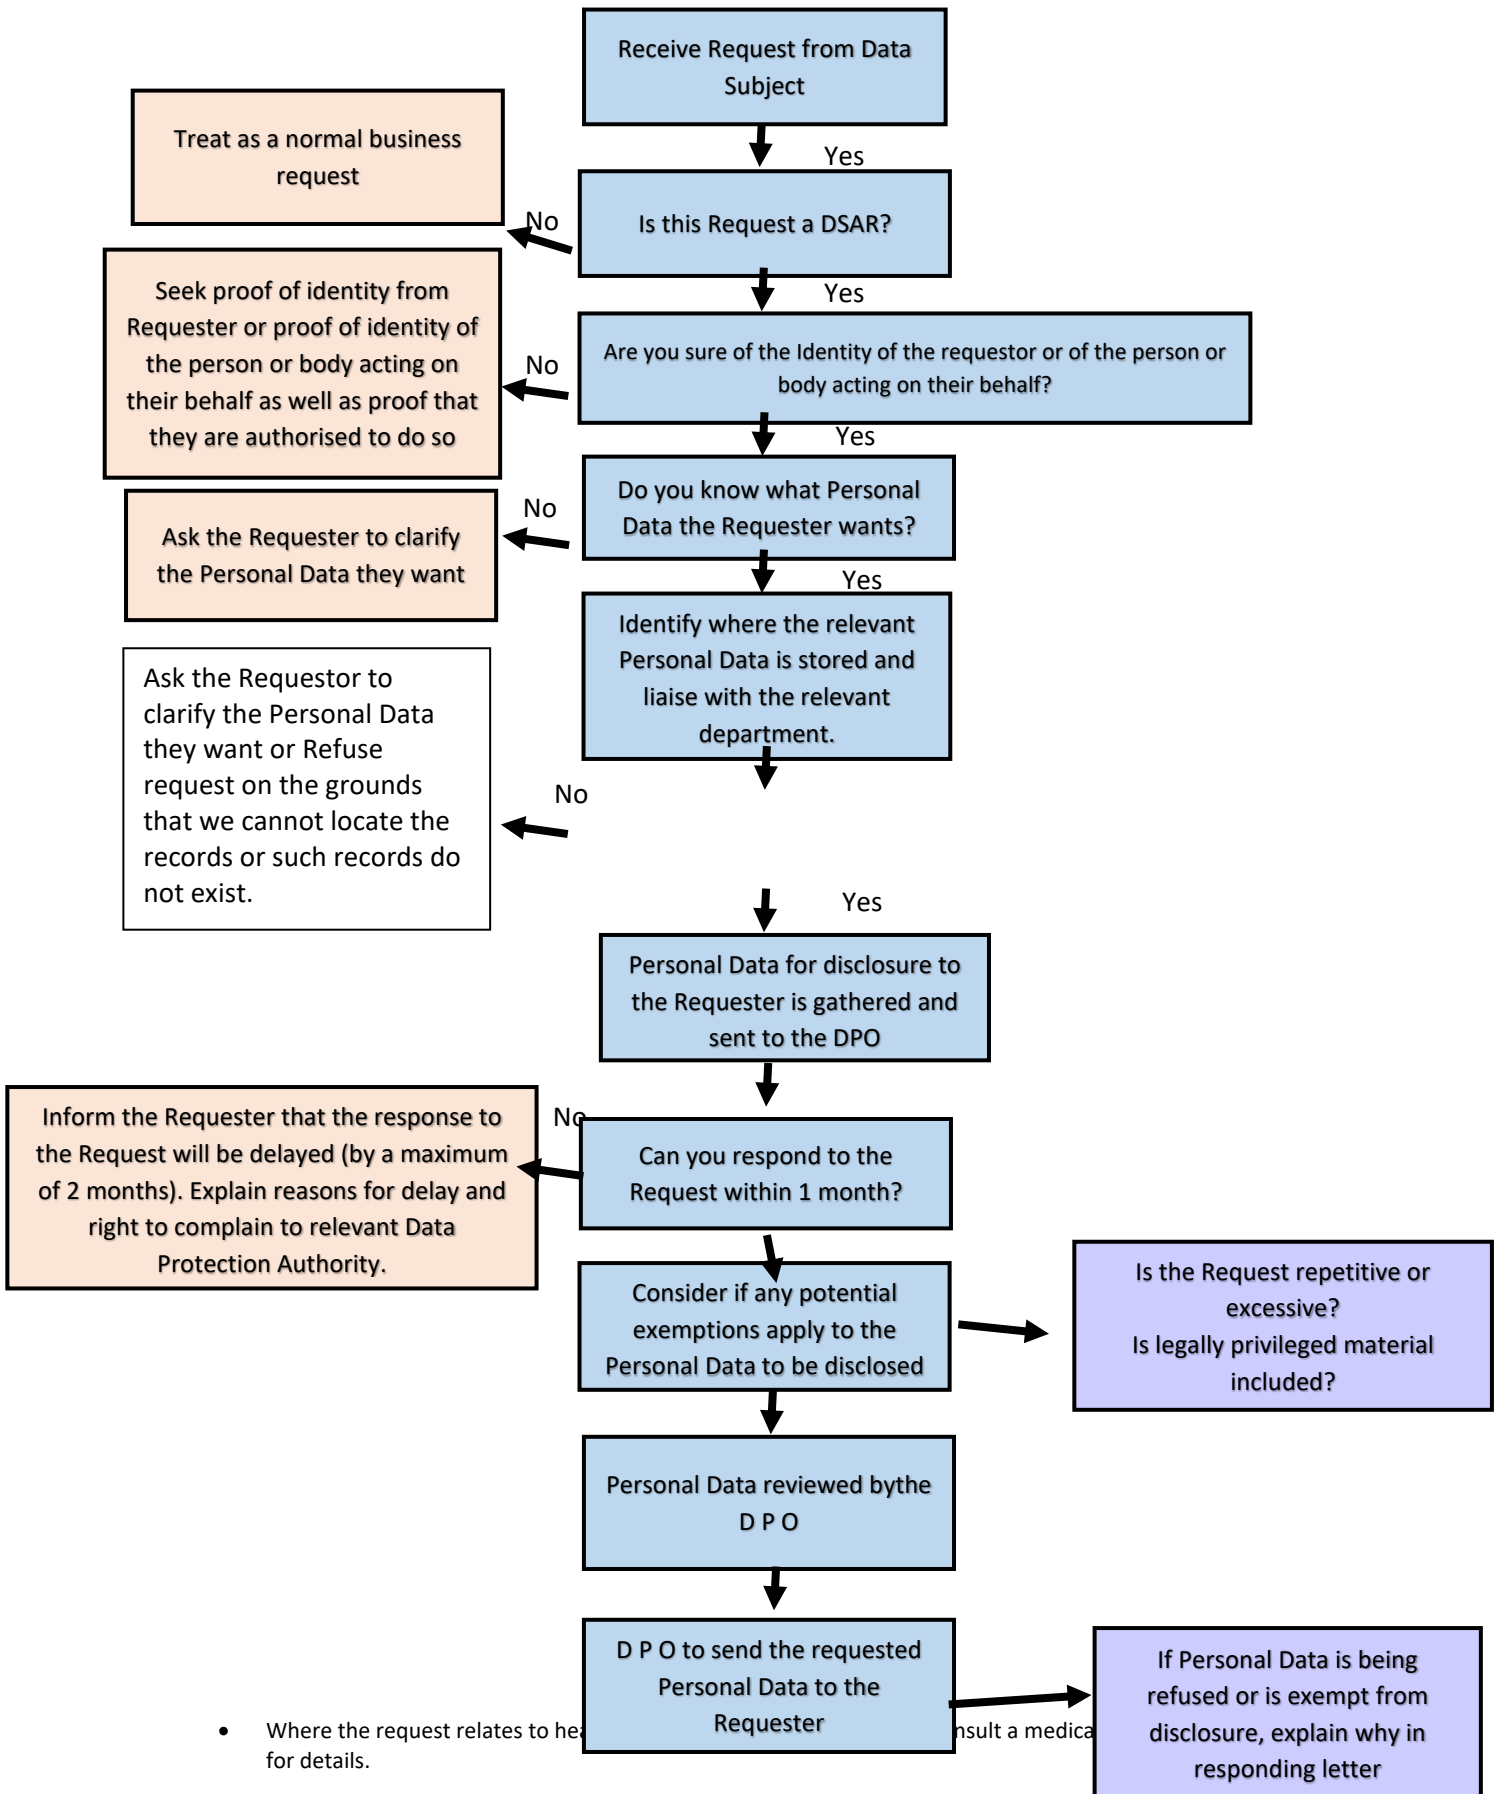 Receive Request from Data
Subject
Treat as a normal business
request
Yes
No
Is this Request a DSAR?
Yes
Seek proof of identity from
Requester or proof of identity of
the person or body acting on
their behalf as well as proof that
they are authorised to do so
No
Are you sure of the Identity of the requestor or of the person or
body acting on their behalf?
Yes
No
Do you know what Personal
Data the Requester wants?
Ask the Requester to clarify
the Personal Data they want
Yes
Identify where the relevant
Personal Data is stored and
liaise with the relevant
department.
Ask the Requestor to
clarify the Personal Data
they want or Refuse
request on the grounds
that we cannot locate the
records or such records do
not exist.
No
Yes
Personal Data for disclosure to
the Requester is gathered and
sent to the DPO
Inform the Requester that the response to
the Request will be delayed (by a maximum
of 2 months). Explain reasons for delay and
right to complain to relevant Data
Protection Authority.
No
Can you respond to the
Request within 1 month?
Consider if any potential
exemptions apply to the
Personal Data to be disclosed
Is the Request repetitive or
excessive?
Is legally privileged material
included?
Personal Data reviewed bythe
D P O
D P O to send the requested
Personal Data to the
Requester
If Personal Data is being
refused or is exempt from
disclosure, explain why in
responding letter
• Where the request relates to
a
for details.